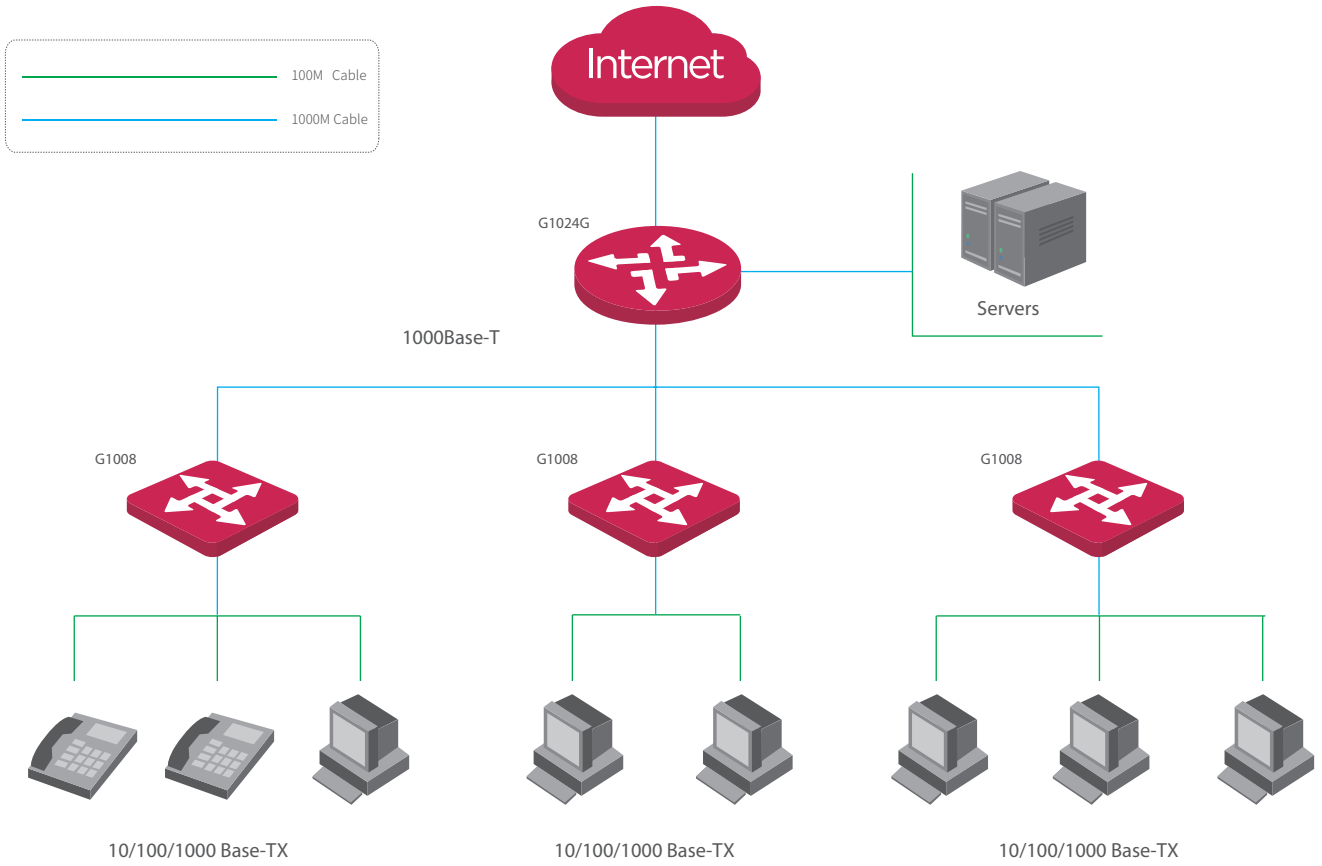 Internet
100M Cable
1000M Cable
G1024G
Servers
1000Base-T
G1008
G1008
G1008
10/100/1000 Base-TX
10/100/1000 Base-TX
10/100/1000 Base-TX